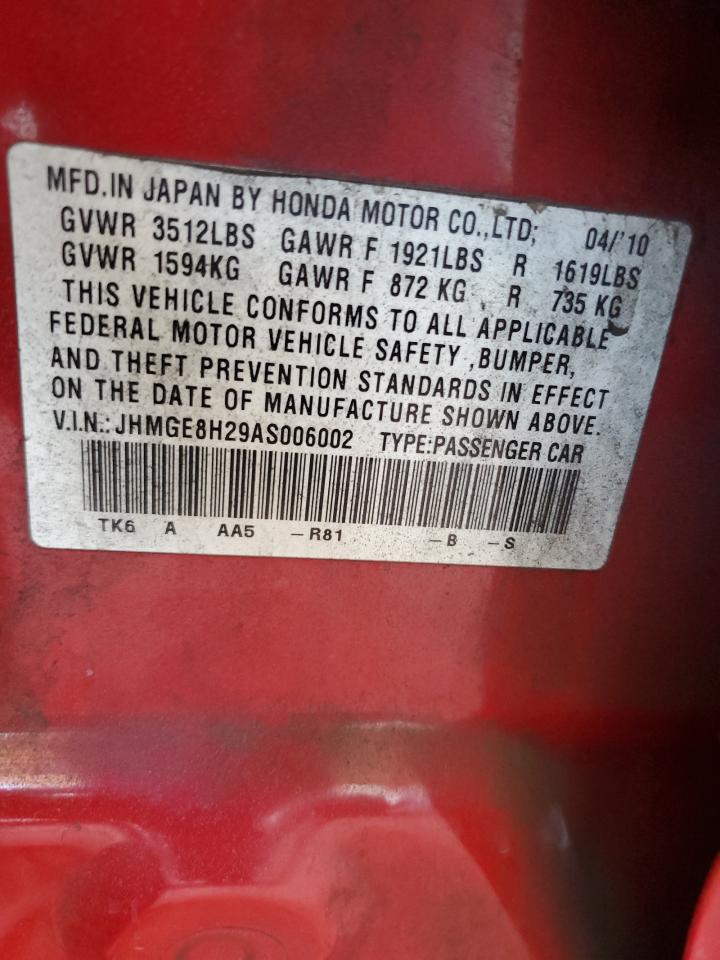 MFD.IN JAPAN BY HONDA MOTOR CO.,LTD; 04/'10
GVWR 3512LBS GAWR F 1921LBS R 1619LBS
GVWR 1594KG GAWR F 872 KG R 735 KG
THIS VEHICLE CONFORMS TO ALL APPLICABLE
FEDERAL MOTOR VEHICLE SAFETY ,BUMPER,
AND THEFT PREVENTION STANDARDS IN EFFECT
ON THE DATE OF MANUFACTURE SHOWN ABOVE.
V.I.N.: JHMGE8H29AS006002 TYPE:PASSENGER CAR
TK6 A AA5 -R81 -B -S